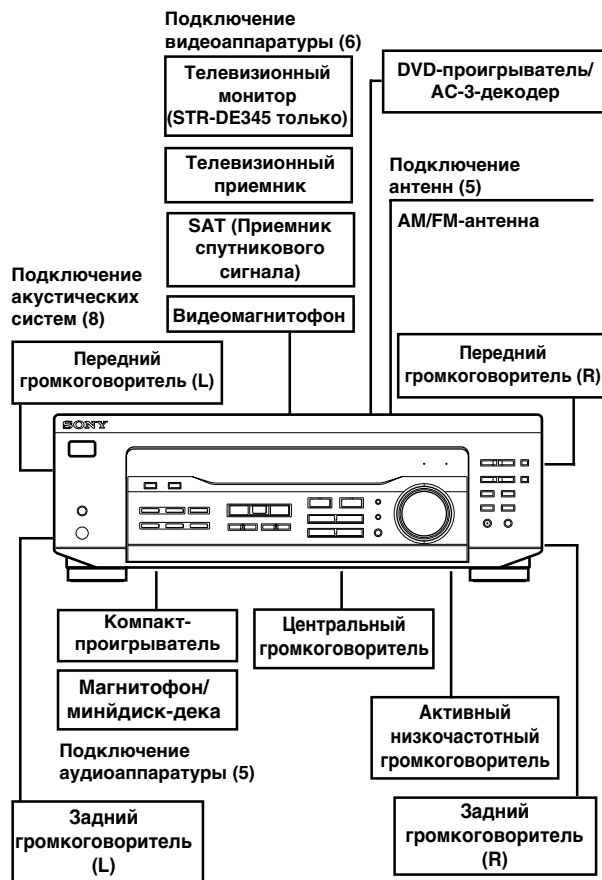 Подключение
видеоаппаратуры (6)
Телевизионный
монитор
(STR-DE345 только)
DVD-проигрыватель/
AC-3-декодер
Телевизионный
приемник
Подключение
антенн (5)
SAT (Приемник
спутникового
сигнала)
AM/FM-антенна
Подключение
акустических
систем (8)
Видеомагнитофон
Передний
громкоговоритель (L)
Передний
громкоговоритель (R)
SONY
Компакт-
проигрыватель
Центральный
громкоговоритель
Магнитофон/
минйдиск-дека
Активный
низкочастотный
громкоговоритель
Подключение
аудиоаппаратуры (5)
Задний
громкоговоритель
(L)
Задний
громкоговоритель
(R)